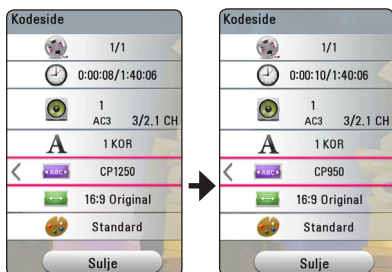 Kodeside
1/1
0:00:08/1:40:06
1
AC3 3/2.1 CH
A 1 KOR
ABC CP1250
16:9 Original
Standard
Sulje
Kodeside
1/1
0:00:10/1:40:06
1
AC3 3/2.1 CH
A 1 KOR
ABC CP950
16:9 Original
Standard
Sulje